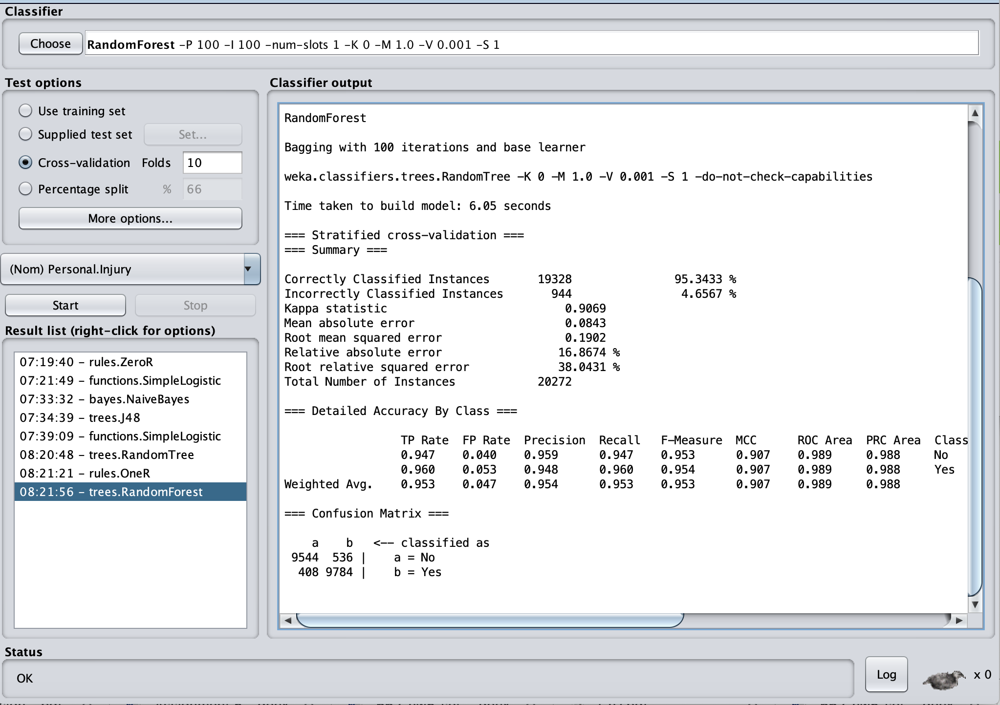 Classifier
Choose
RandomForest -P 100 -I 100 -num-slots 1 -K 0 -M 1.0 -V 0.001 -S 1
Test options
Use training set
Supplied test set Set...
Cross-validation Folds 10
Percentage split % 66
More options...
(Nom) Personal.Injury
Start Stop
Result list (right-click for options)
07:19:40 - rules.ZeroR
07:21:49 - functions.SimpleLogistic
07:33:32 - bayes.NaiveBayes
07:34:39 - trees.J48
07:39:09 - functions.SimpleLogistic
08:20:48 - trees.RandomTree
08:21:21 - rules.OneR
08:21:56 - trees.RandomForest
Classifier output
RandomForest
Bagging with 100 iterations and base learner
weka.classifiers.trees.RandomTree -K 0 -M 1.0 -V 0.001 -S 1 -do-not-check-capabilities
Time taken to build model: 6.05 seconds
=== Stratified cross-validation ===
=== Summary ===
Correctly Classified Instances 19328 95.3433 %
Incorrectly Classified Instances 944 4.6567 %
Kappa statistic 0.9069
Mean absolute error 0.0843
Root mean squared error 0.1902
Relative absolute error 16.8674 %
Root relative squared error 38.0431 %
Total Number of Instances 20272
=== Detailed Accuracy By Class ===
TP Rate FP Rate Precision Recall F-Measure MCC ROC Area PRC Area Class
0.947 0.040 0.959 0.947 0.953 0.907 0.989 0.988 No
0.960 0.053 0.948 0.960 0.954 0.907 0.989 0.988 Yes
Weighted Avg. 0.953 0.047 0.954 0.953 0.953 0.907 0.989 0.988
=== Confusion Matrix ===
a b <-- classified as
9544 536 | a = No
408 9784 | b = Yes
Status
OK
Log
x 0